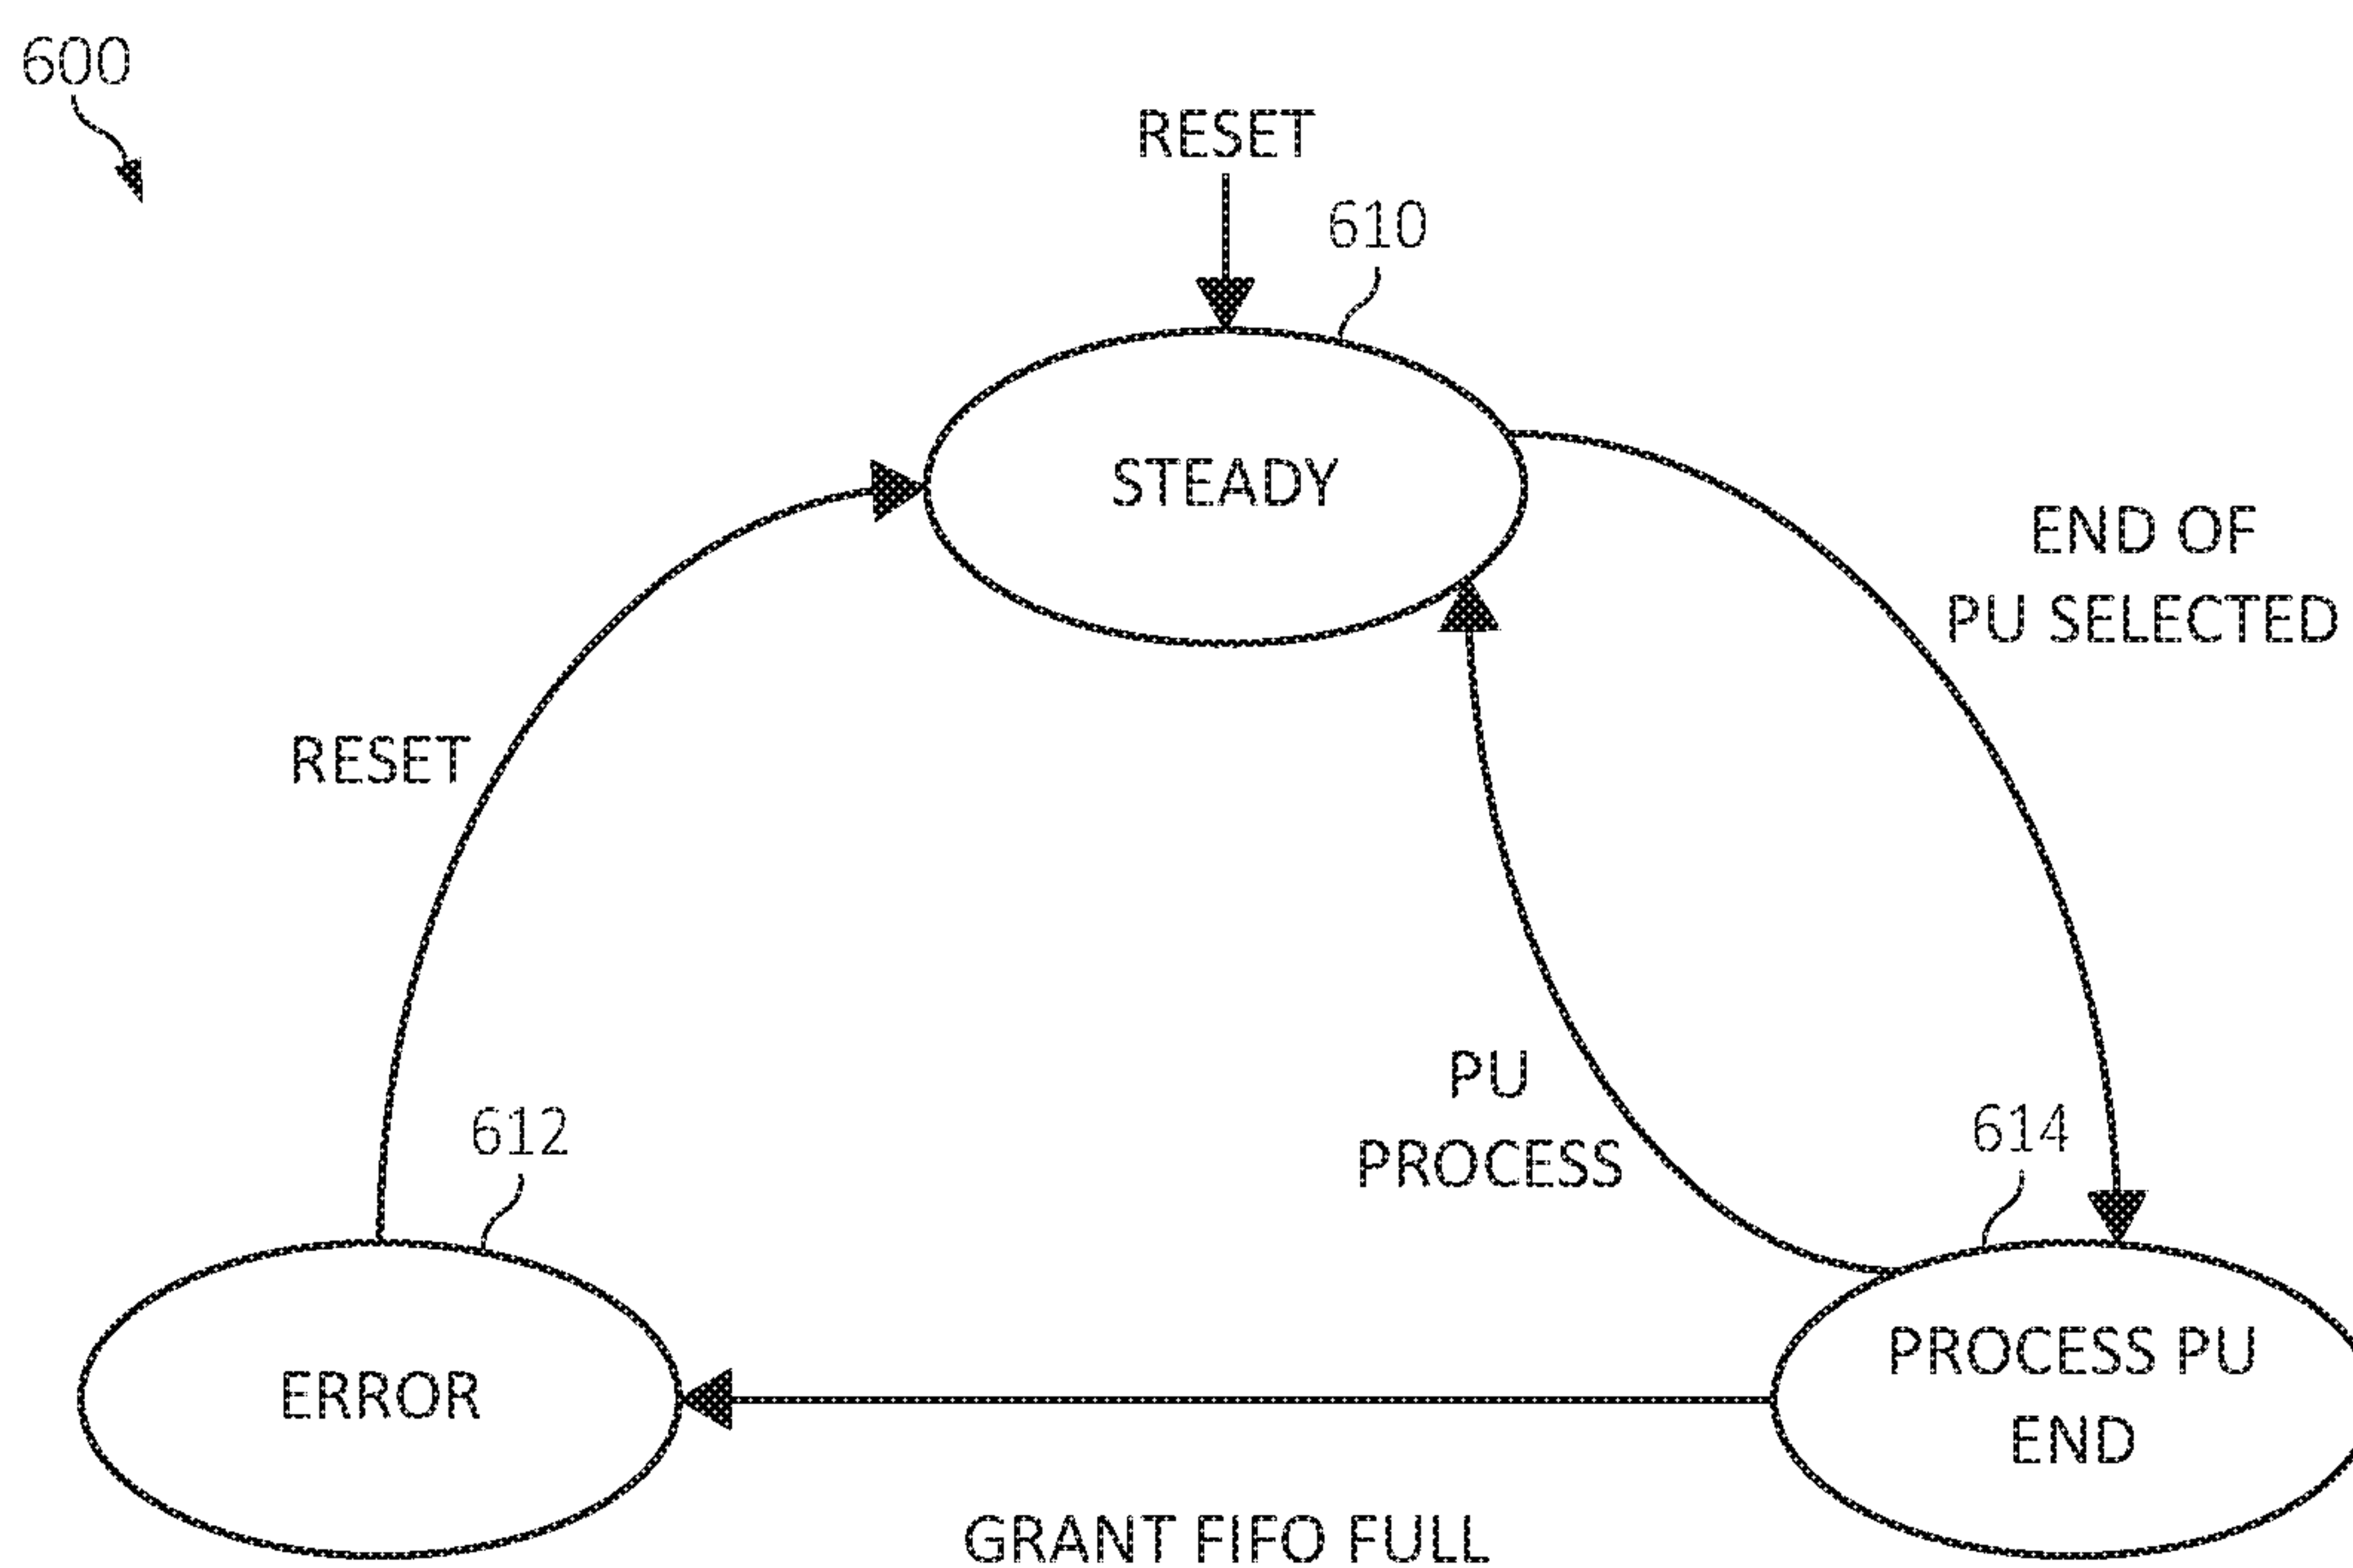 600
RESET
610
STEADY
END OF
PU SELECTED
RESET
PU
PROCESS
612
614
ERROR
PROCESS PU
END
GRANT FIFO FULL